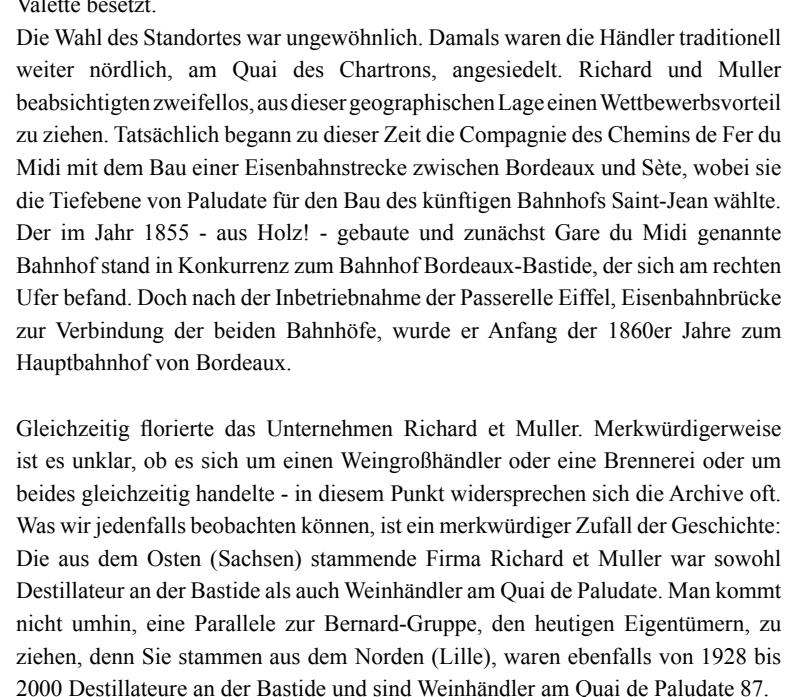 Valette besetzt.
Die Wahl des Standortes war ungewöhnlich. Damals waren die Händler traditionell
weiter nördlich, am Quai des Chartrons, angesiedelt. Richard und Muller
beabsichtigten zweifellos, aus dieser geographischen Lage einen Wettbewerbsvorteil
zu ziehen. Tatsächlich begann zu dieser Zeit die Compagnie des Chemins de Fer du
Midi mit dem Bau einer Eisenbahnstrecke zwischen Bordeaux und Sète, wobei sie
die Tiefebene von Paludate für den Bau des künftigen Bahnhofs Saint-Jean wählte.
Der im Jahr 1855 - aus Holz! - gebaute und zunächst Gare du Midi genannte
Bahnhof stand in Konkurrenz zum Bahnhof Bordeaux-Bastide, der sich am rechten
Ufer befand. Doch nach der Inbetriebnahme der Passerelle Eiffel, Eisenbahnbrücke
zur Verbindung der beiden Bahnhöfe, wurde er Anfang der 1860er Jahre zum
Hauptbahnhof von Bordeaux.
Gleichzeitig florierte das Unternehmen Richard et Muller. Merkwürdigerweise
ist es unklar, ob es sich um einen Weingroßhändler oder eine Brennerei oder um
beides gleichzeitig handelte - in diesem Punkt widersprechen sich die Archive oft.
Was wir jedenfalls beobachten können, ist ein merkwürdiger Zufall der Geschichte:
Die aus dem Osten (Sachsen) stammende Firma Richard et Muller war sowohl
Destillateur an der Bastide als auch Weinhändler am Quai de Paludate. Man kommt
nicht umhin, eine Parallele zur Bernard-Gruppe, den heutigen Eigentümern, zu
ziehen, denn Sie stammen aus dem Norden (Lille), waren ebenfalls von 1928 bis
2000 Destillateure an der Bastide und sind Weinhändler am Quai de Paludate 87.